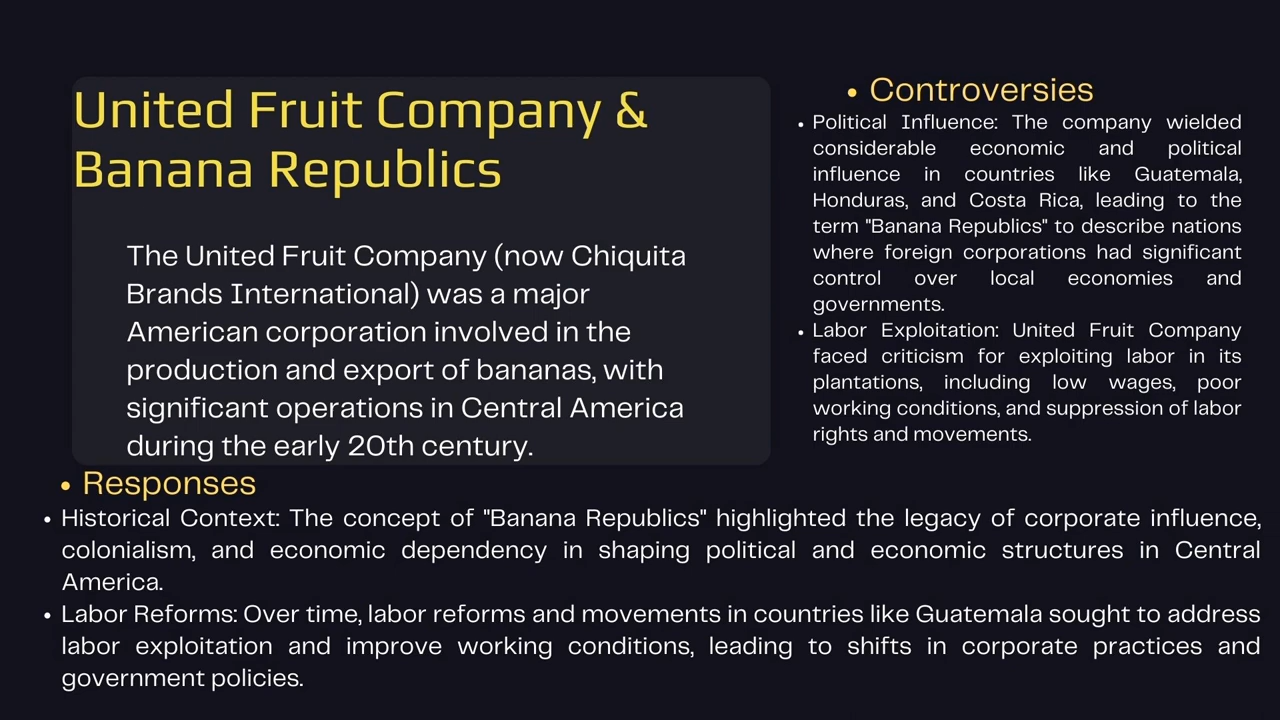 United Fruit Company &
Banana Republics
The United Fruit Company (now Chiquita
Brands International) was a major
American corporation involved in the
production and export of bananas, with
significant operations in Central America
during the early 20th century.
• Controversies
• Political Influence: The company wielded
considerable economic and political
influence in countries like Guatemala,
Honduras, and Costa Rica, leading to the
term "Banana Republics" to describe nations
where foreign corporations had significant
control over local economies and
governments.
• Labor Exploitation: United Fruit Company
faced criticism for exploiting labor in its
plantations, including low wages, poor
working conditions, and suppression of labor
rights and movements.
• Responses
• Historical Context: The concept of "Banana Republics" highlighted the legacy of corporate influence,
colonialism, and economic dependency in shaping political and economic structures in Central
America.
• Labor Reforms: Over time, labor reforms and movements in countries like Guatemala sought to address
labor exploitation and improve working conditions, leading to shifts in corporate practices and
government policies.